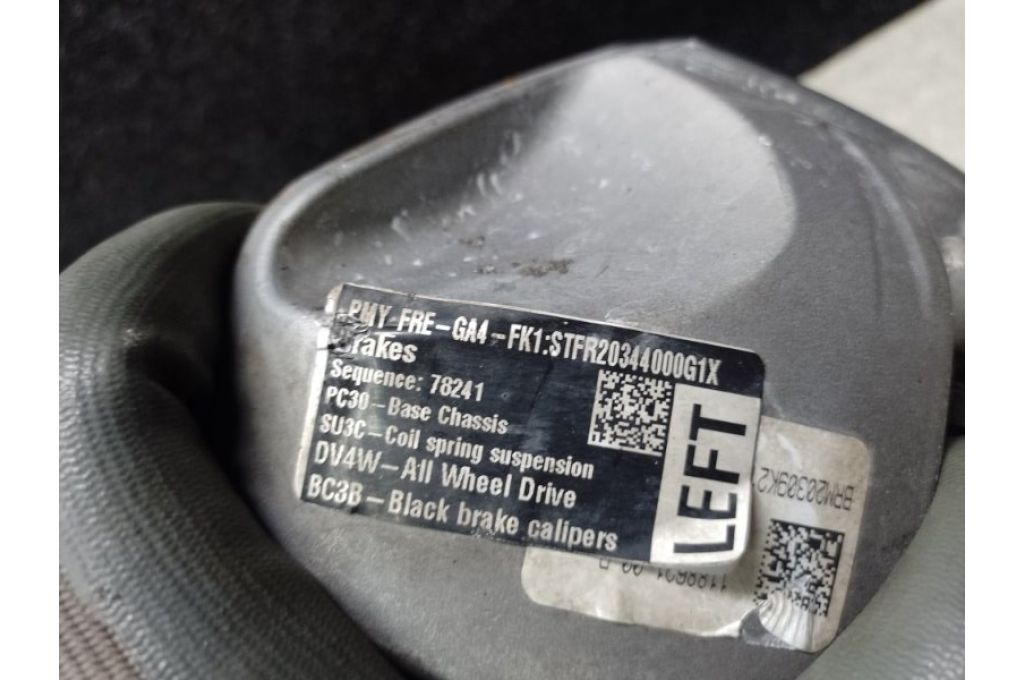 PMY-FRE-GA4-FK1:STFR20344000G1X
Brakes
Sequence: 78241
PC30-Base Chassis
SU3C-Coil spring suspension
DV4W-All Wheel Drive
BC3B-Black brake calipers
LEFT
BRM20309K2